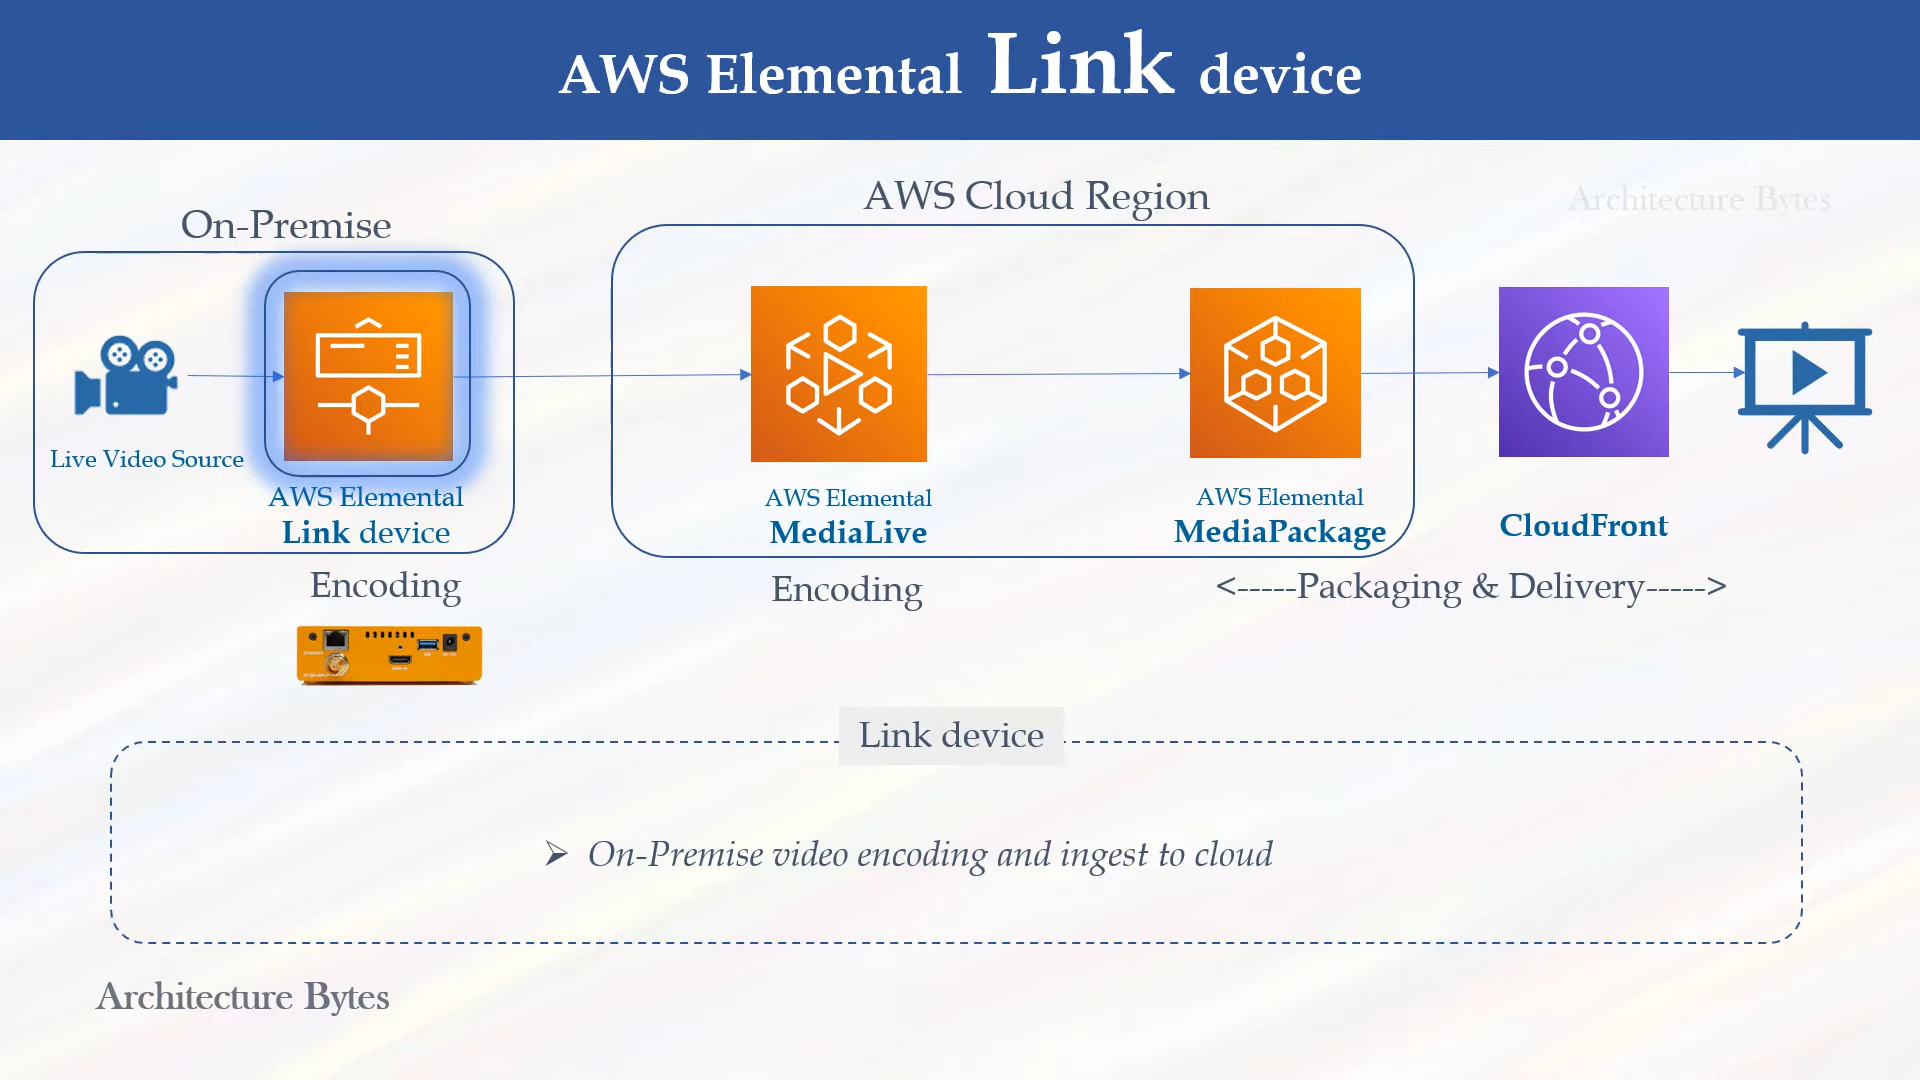 AWS Elemental Link device
Architecture Bytes
On-Premise
AWS Cloud Region
Live Video Source
AWS Elemental
Link device
AWS Elemental
MediaLive
AWS Elemental
MediaPackage
CloudFront
Encoding
Encoding
<-----Packaging & Delivery----->
Link device
➢ On-Premise video encoding and ingest to cloud
Architecture Bytes